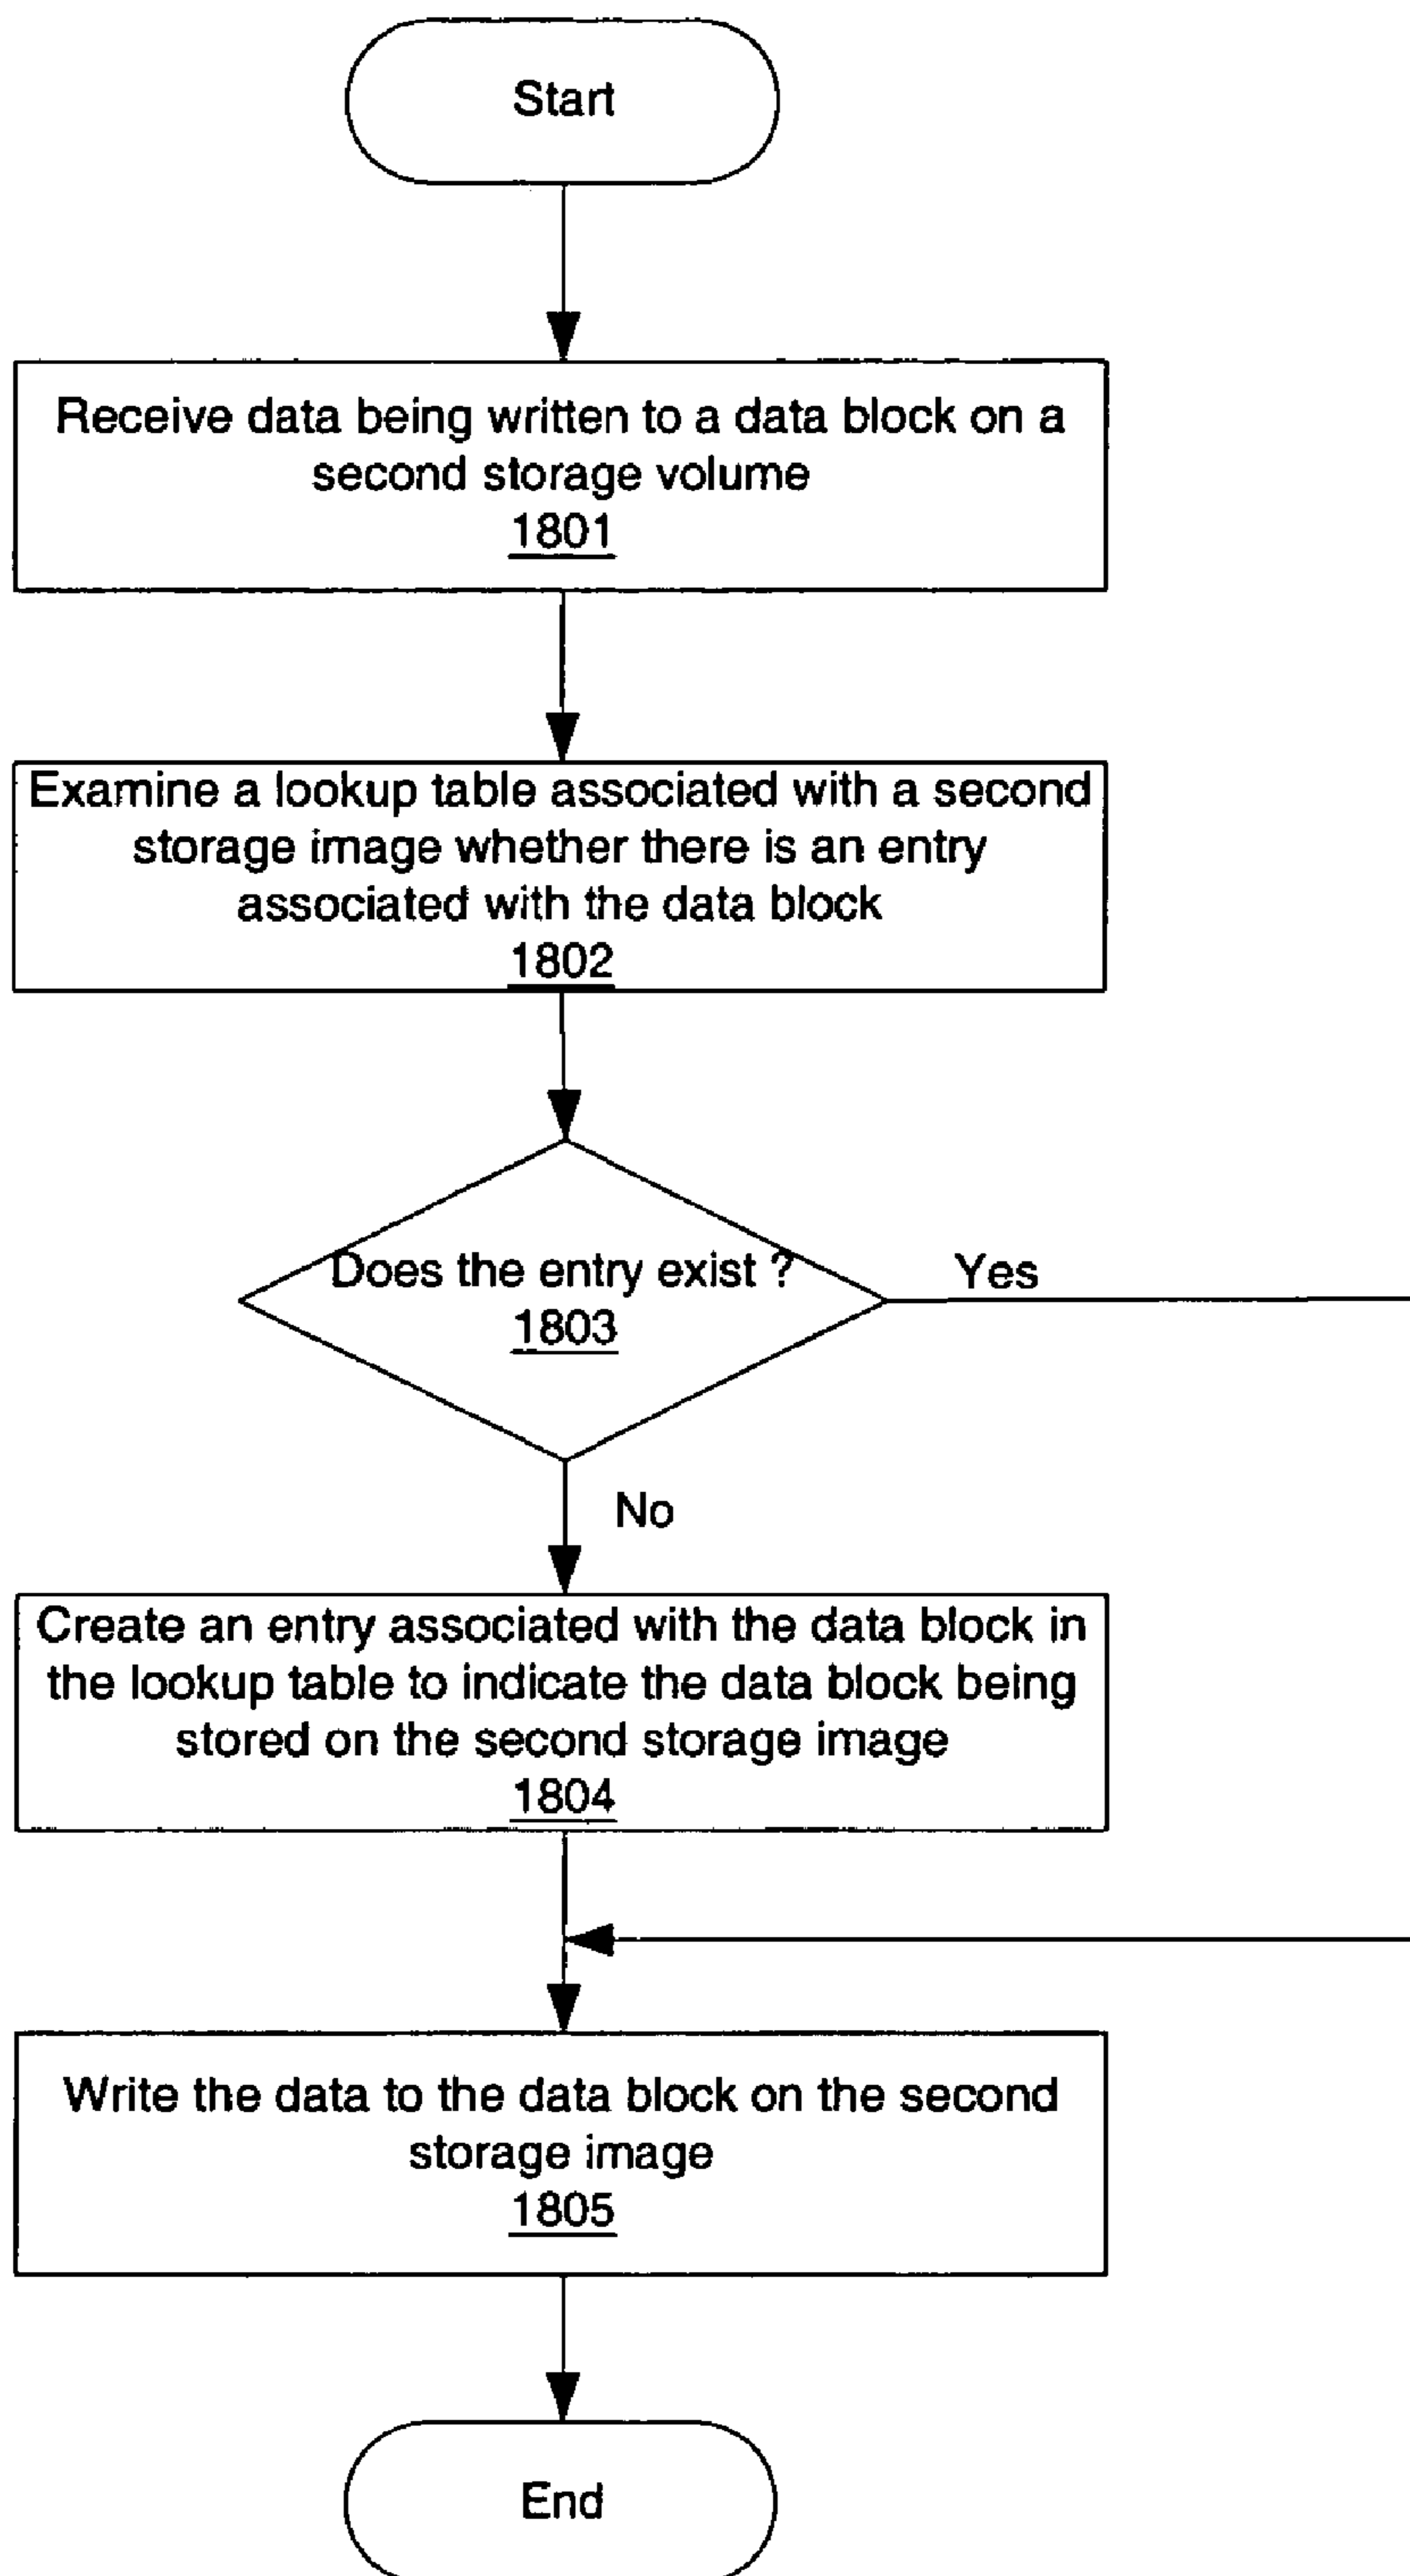 Start
Receive data being written to a data block on a
second storage volume
1801
Examine a lookup table associated with a second
storage image whether there is an entry
associated with the data block
1802
Does the entry exist ?
1803
Yes
No
Create an entry associated with the data block in
the lookup table to indicate the data block being
stored on the second storage image
1804
Write the data to the data block on the second
storage image
1805
End